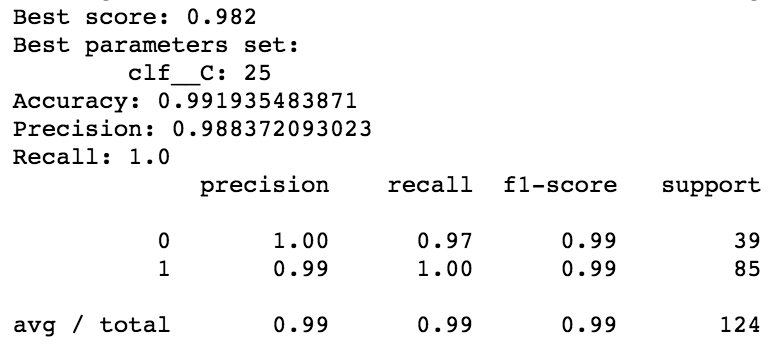 Best score: 0.982
Best parameters set:
clf__C: 25
Accuracy: 0.991935483871
Precision: 0.988372093023
Recall: 1.0
precision recall f1-score support
0 1.00 0.97 0.99 39
1 0.99 1.00 0.99 85
avg / total 0.99 0.99 0.99 124